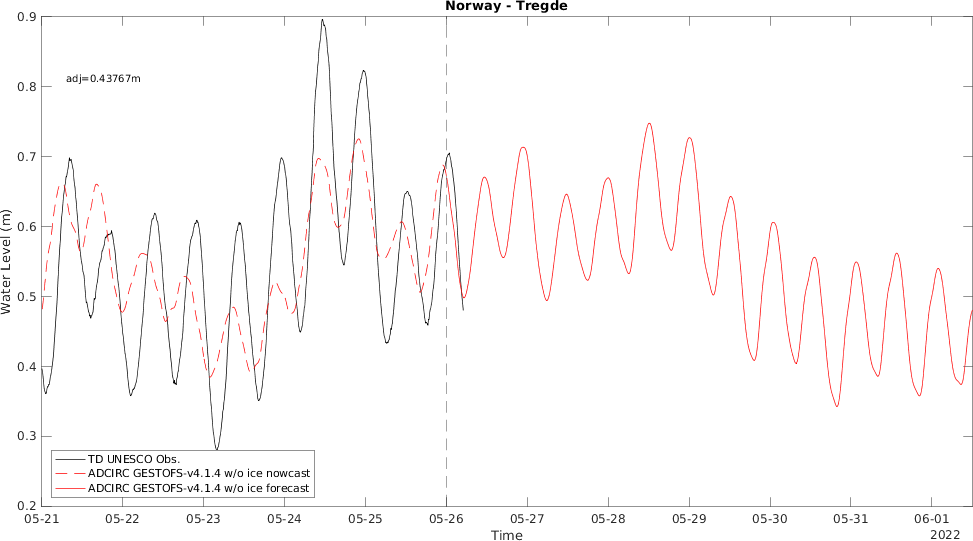 Norway - Tregde
0.9
0.8
0.7
0.6
0.5
0.4
0.3
0.2
Water Level (m)
adj=0.43767m
TD UNESCO Obs.
ADCIRC GESTOFS-v4.1.4 w/o ice nowcast
ADCIRC GESTOFS-v4.1.4 w/o ice forecast
05-21 05-22 05-23 05-24 05-25 05-26 05-27 05-28 05-29 05-30 05-31 06-01
2022
Time